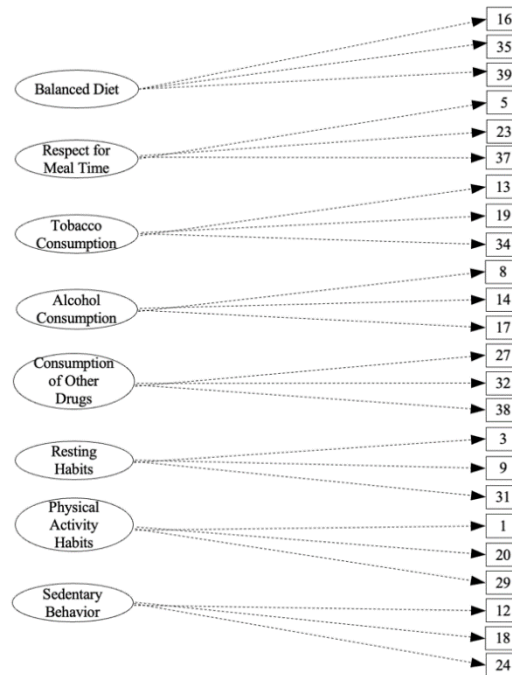 16
35
39
Balanced Diet
5
23
37
Respect for
Meal Time
13
19
34
Tobacco
Consumption
8
14
17
Alcohol
Consumption
27
32
38
Consumption
of Other
Drugs
3
9
31
Resting
Habits
1
20
29
Physical
Activity
Habits
12
18
24
Sedentary
Behavior